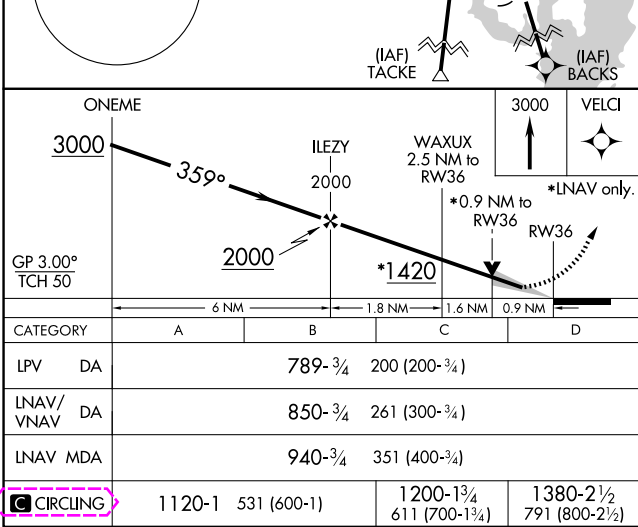 (IAF)
TACKE
(IAF)
BACKS
ONEME
3000
VELCI
3000
359°
ILEZY
2000
WAXUX
2.5 NM to
RW36
*LNAV only.
*0.9 NM to
RW36
RW36
2000
*1420
GP 3.00°
TCH 50
6 NM
1.8 NM
1.6 NM
0.9 NM
CATEGORY A B C D
LPV DA 789-¾ 200 (200-¾)
LNAV/
VNAV DA 850-¾ 261 (300-¾)
LNAV MDA 940-¾ 351 (400-¾)
C CIRCLING 1120-1 531 (600-1) 1200-1¾ 1380-2½
611 (700-1¾) 791 (800-2½)